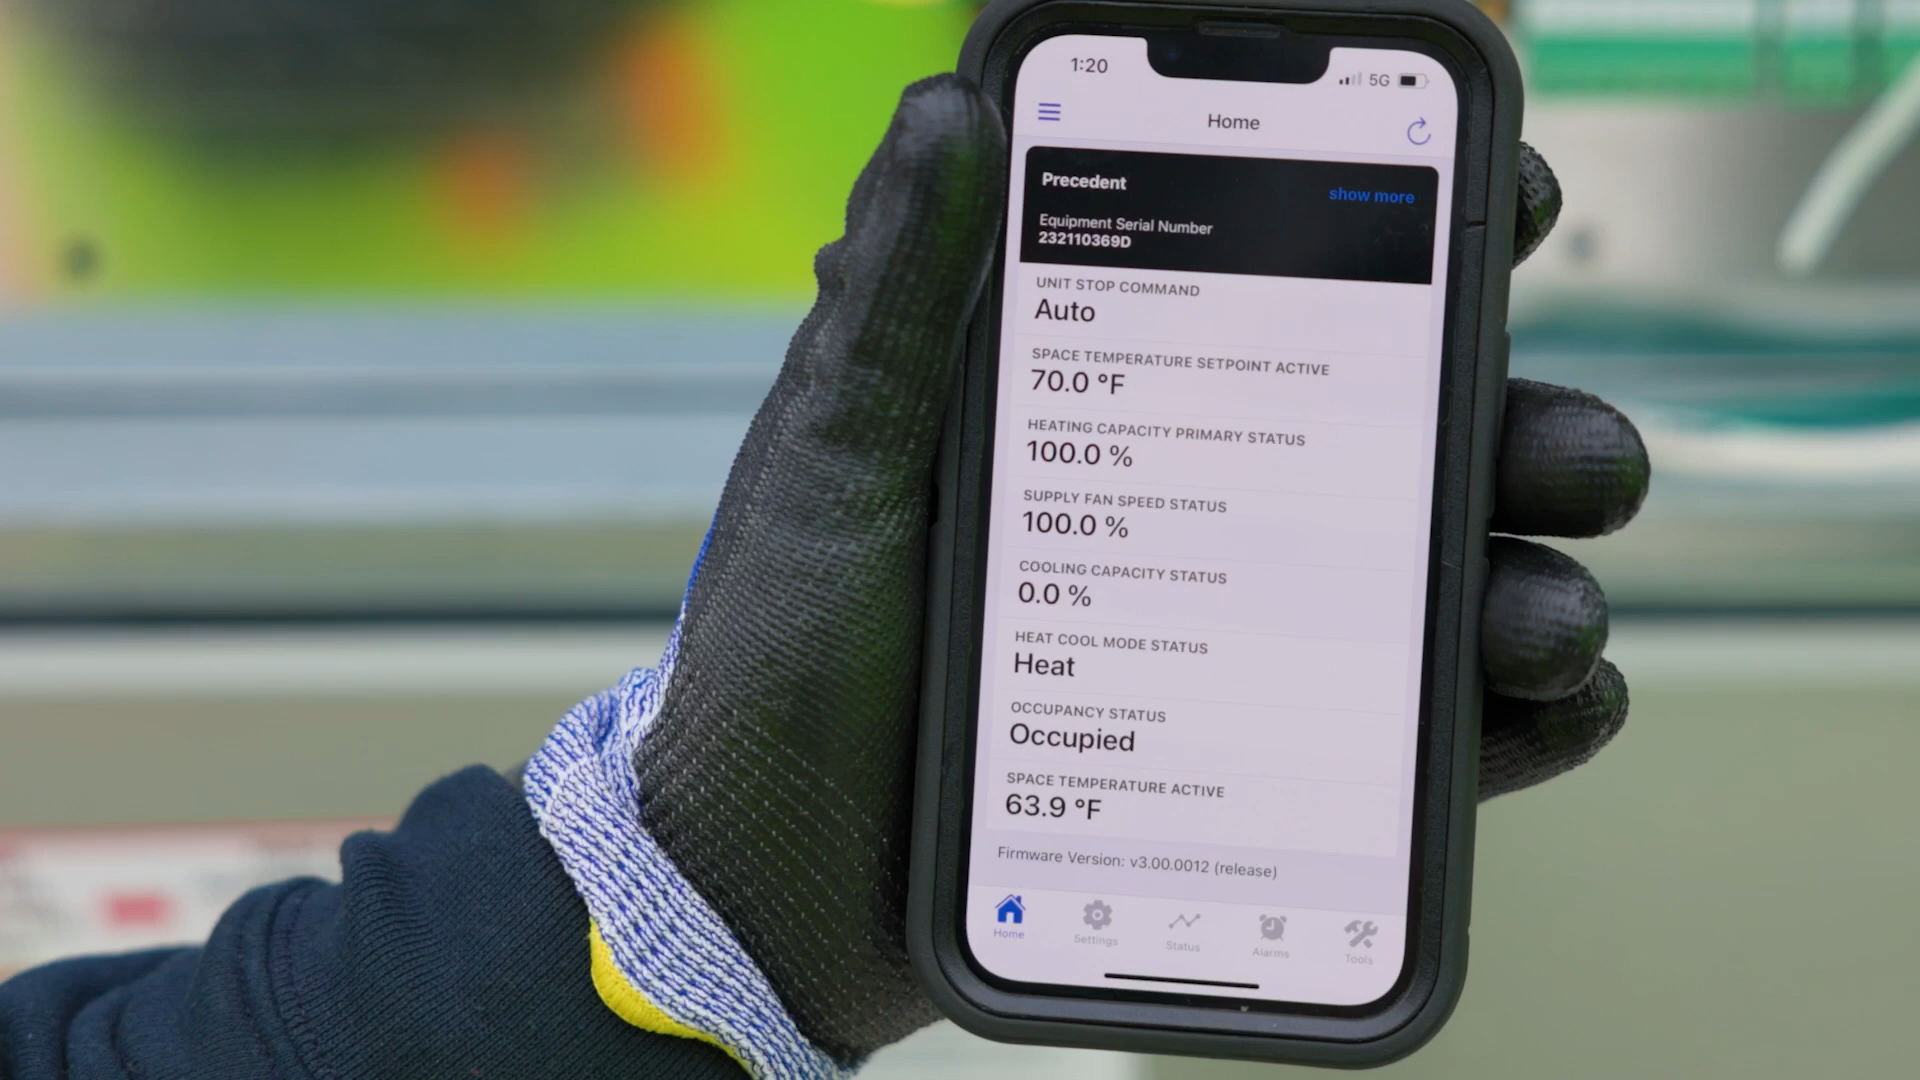 1:20
5G
Home
Precedent
show more
Equipment Serial Number
232110369D
UNIT STOP COMMAND
Auto
SPACE TEMPERATURE SETPOINT ACTIVE
70.0 °F
HEATING CAPACITY PRIMARY STATUS
100.0 %
SUPPLY FAN SPEED STATUS
100.0 %
COOLING CAPACITY STATUS
0.0 %
HEAT COOL MODE STATUS
Heat
OCCUPANCY STATUS
Occupied
SPACE TEMPERATURE ACTIVE
63.9 °F
Firmware Version: v3.00.0012 (release)
Home
Settings
Status
Alarms
Tools